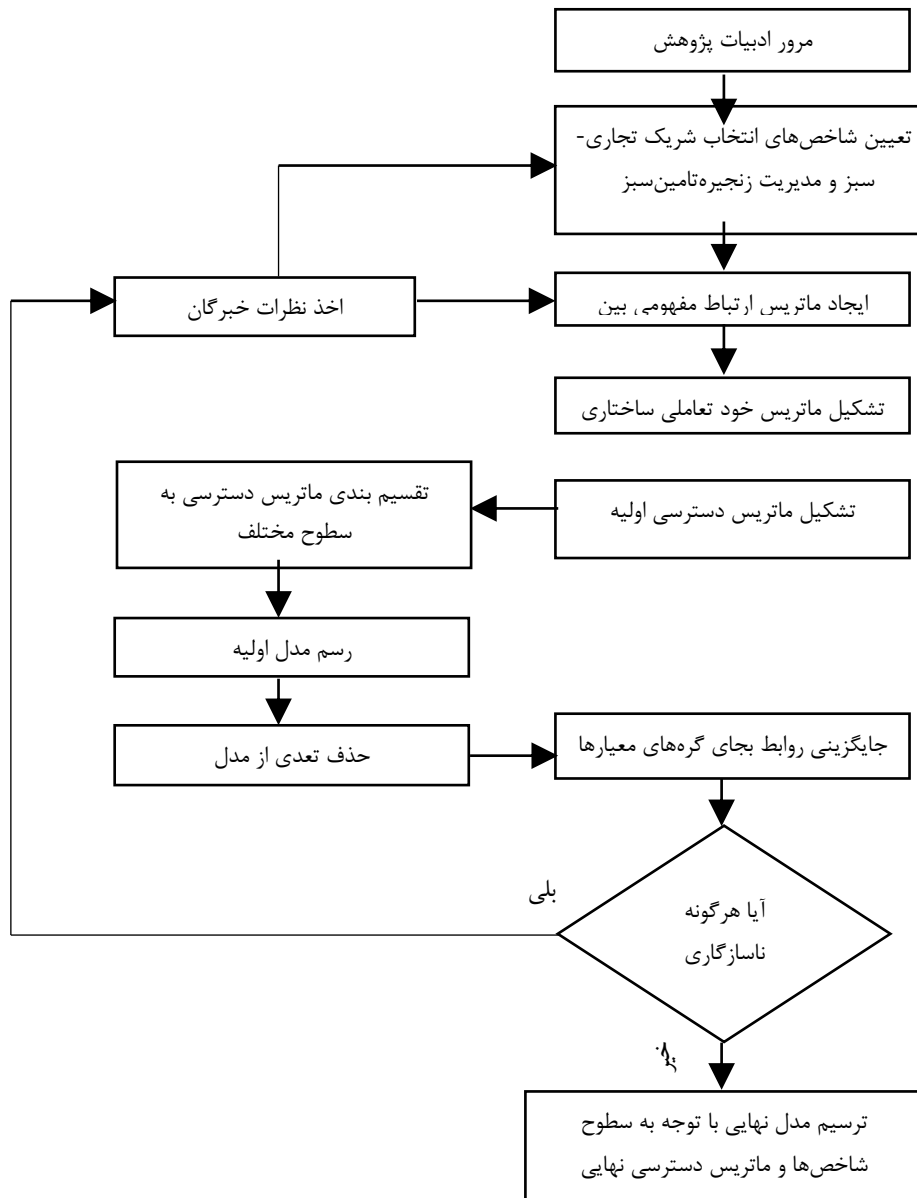 مرور ادبیات پژوهش
تعیین شاخص‌های انتخاب شریک تجاری-
سبز و مدیریت زنجیره‌تامین‌سبز
اخذ نظرات خبرگان
ایجاد ماتریس ارتباط مفهومی بین
تشکیل ماتریس خود تعاملی ساختاری
تشکیل ماتریس دسترسی اولیه
تقسیم بندی ماتریس دسترسی به
سطوح مختلف
رسم مدل اولیه
حذف تعدی از مدل
جایگزینی روابط بجای گره‌های معیارها
آیا هرگونه
ناسازگاری
بلی
خیر
ترسیم مدل نهایی با توجه به سطوح
شاخص‌ها و ماتریس دسترسی نهایی